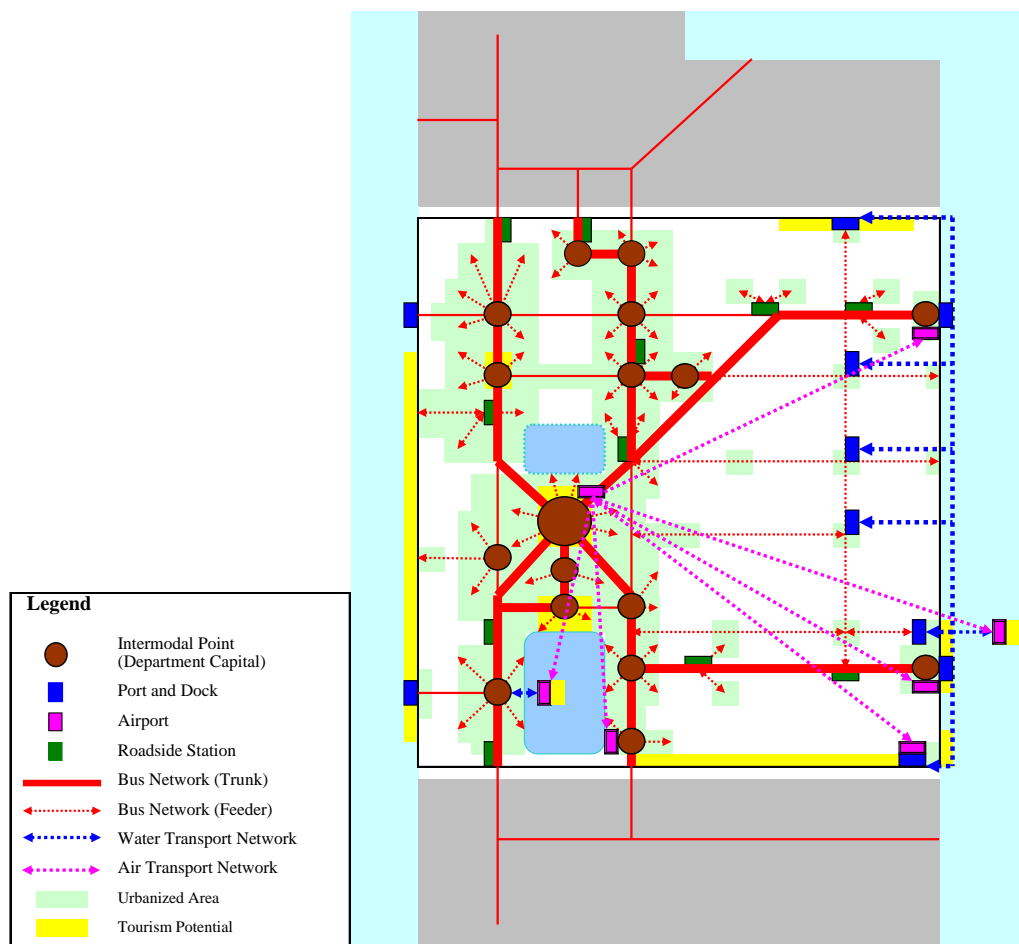 Legend
Intermodal Point
(Department Capital)
Port and Dock
Airport
Roadside Station
Bus Network (Trunk)
Bus Network (Feeder)
Water Transport Network
Air Transport Network
Urbanized Area
Tourism Potential